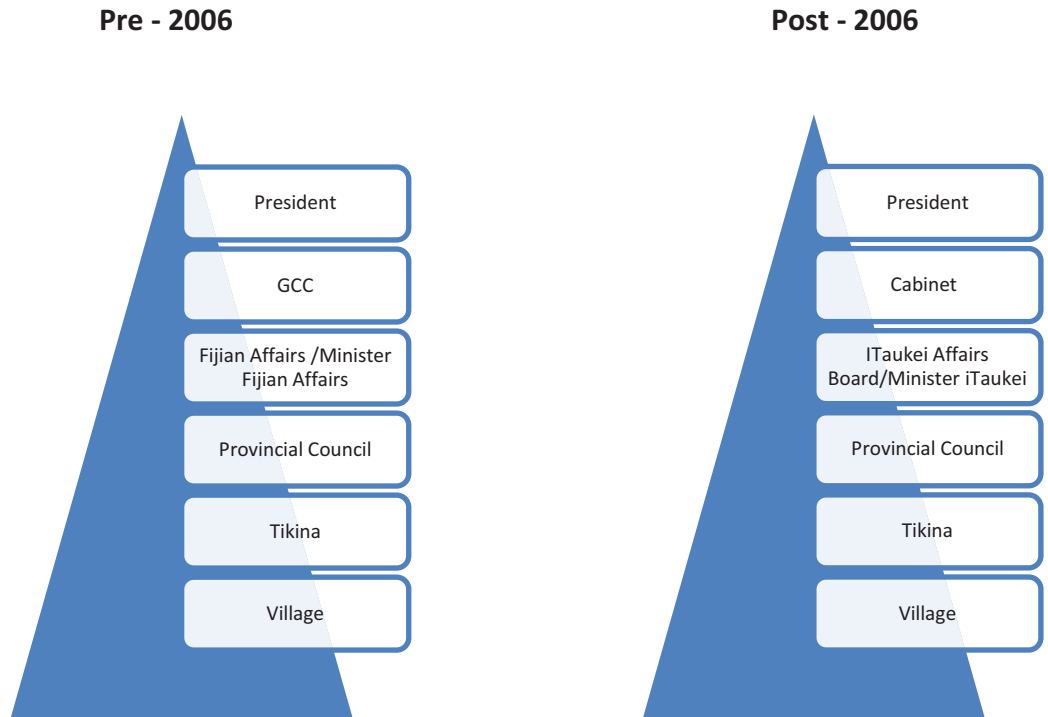 Pre - 2006
President
GCC
Fijian Affairs /Minister
Fijian Affairs
Provincial Council
Tikina
Village
Post - 2006
President
Cabinet
ITaukei Affairs
Board/Minister iTaukei
Provincial Council
Tikina
Village